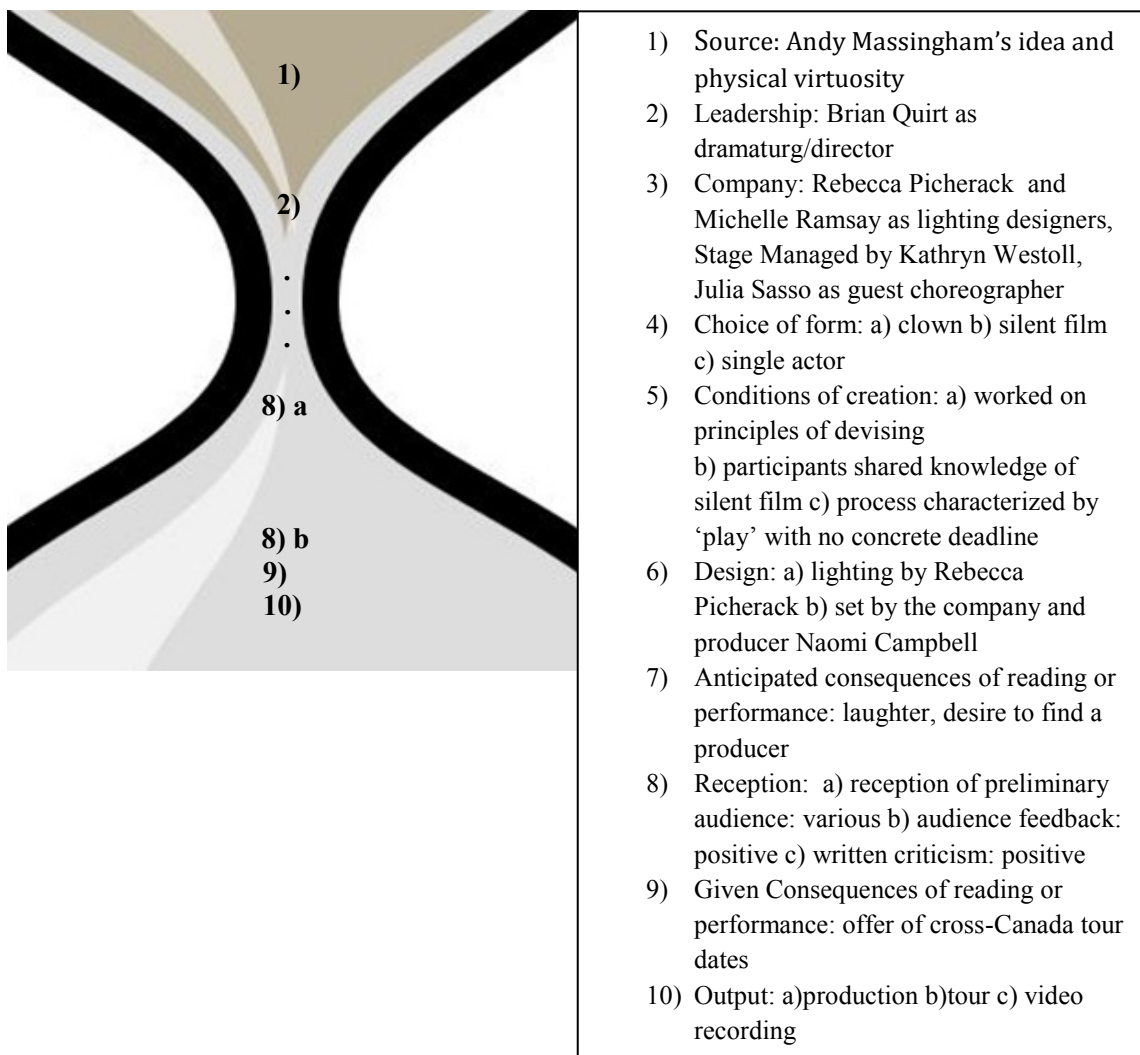 1)
2)
.
.
.
8) a
8) b
9)
10)
1) Source: Andy Massingham’s idea and
physical virtuosity
2) Leadership: Brian Quirt as
dramaturg/director
3) Company: Rebecca Picherack and
Michelle Ramsay as lighting designers,
Stage Managed by Kathryn Westoll,
Julia Sasso as guest choreographer
4) Choice of form: a) clown b) silent film
c) single actor
5) Conditions of creation: a) worked on
principles of devising
b) participants shared knowledge of
silent film c) process characterized by
‘play’ with no concrete deadline
6) Design: a) lighting by Rebecca
Picherack b) set by the company and
producer Naomi Campbell
7) Anticipated consequences of reading or
performance: laughter, desire to find a
producer
8) Reception: a) reception of preliminary
audience: various b) audience feedback:
positive c) written criticism: positive
9) Given Consequences of reading or
performance: offer of cross-Canada tour
dates
10) Output: a)production b)tour c) video
recording